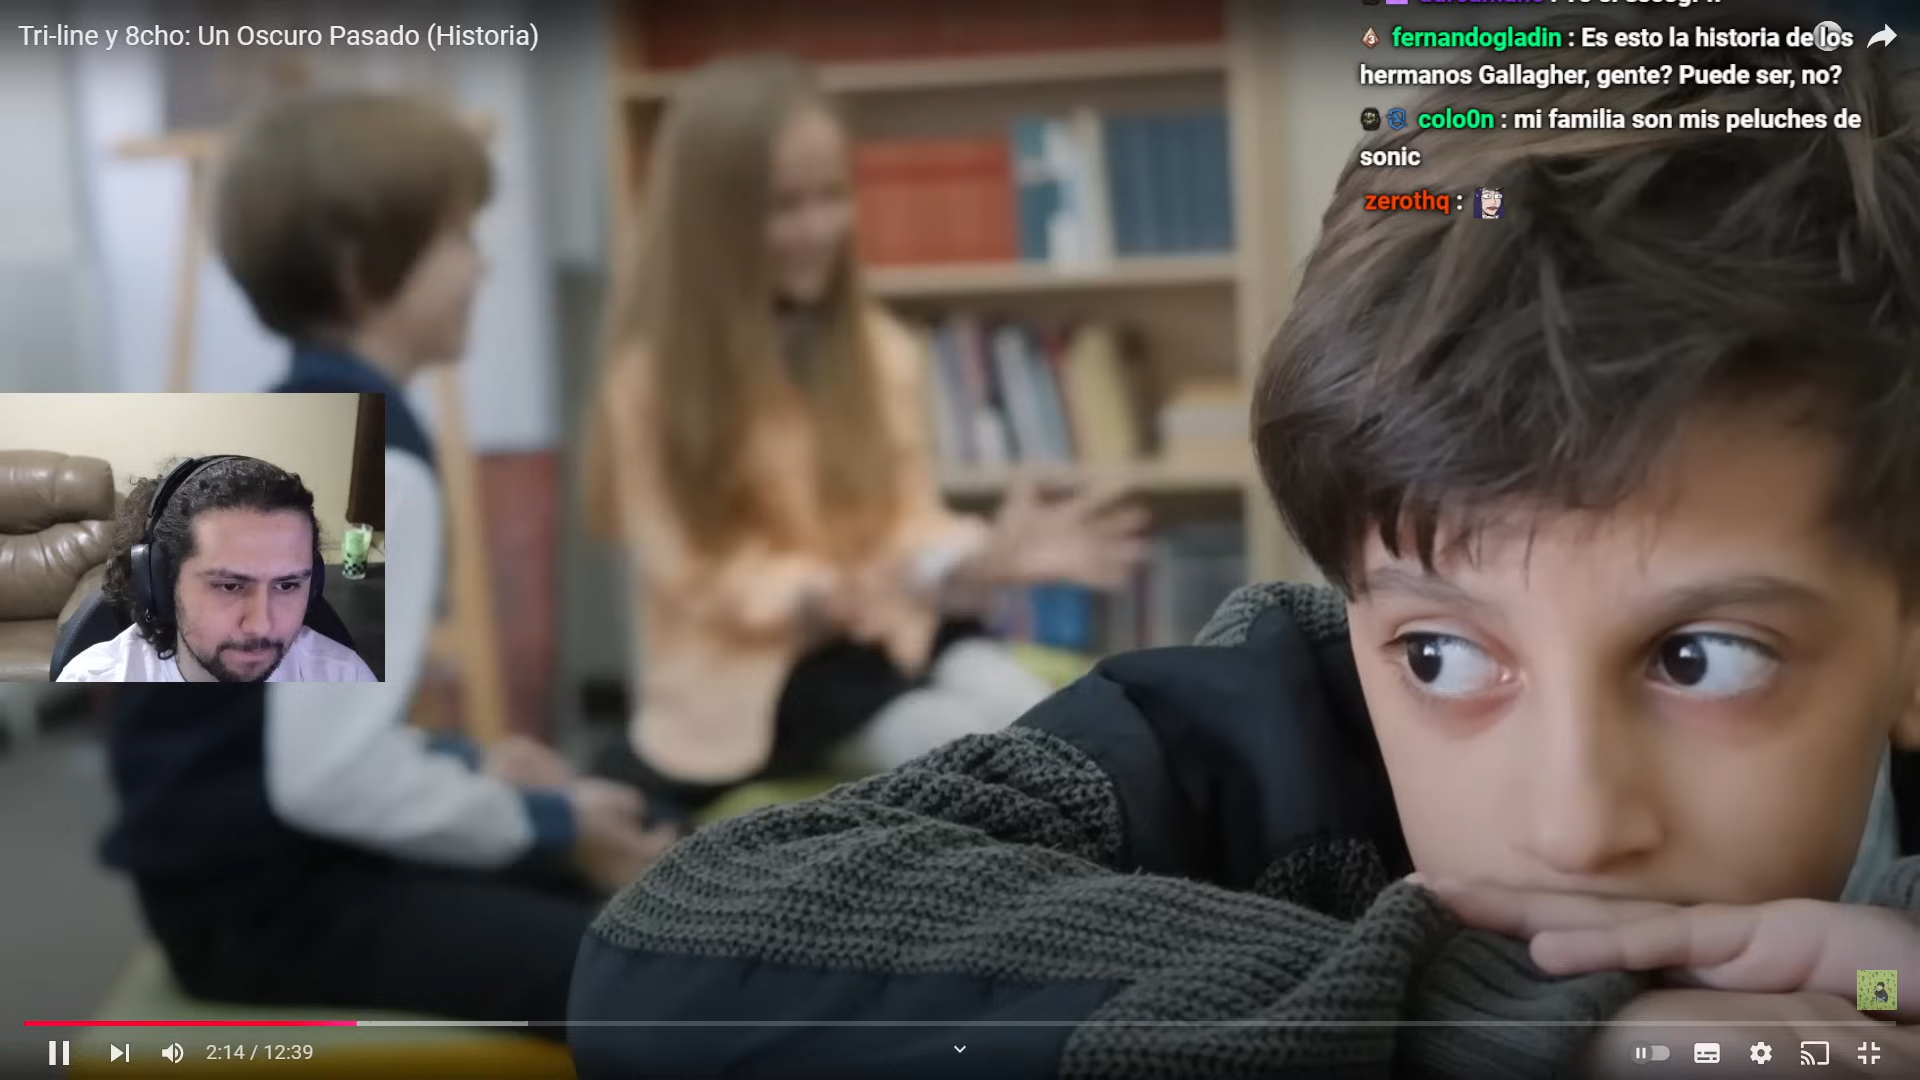 Tri-line y 8cho: Un Oscuro Pasado (Historia)
fernandogladin : Es esto la historia de los
hermanos Gallagher, gente? Puede ser, no?
colo0n : mi familia son mis peluches de
sonic
zerothq :
2:14 / 12:39